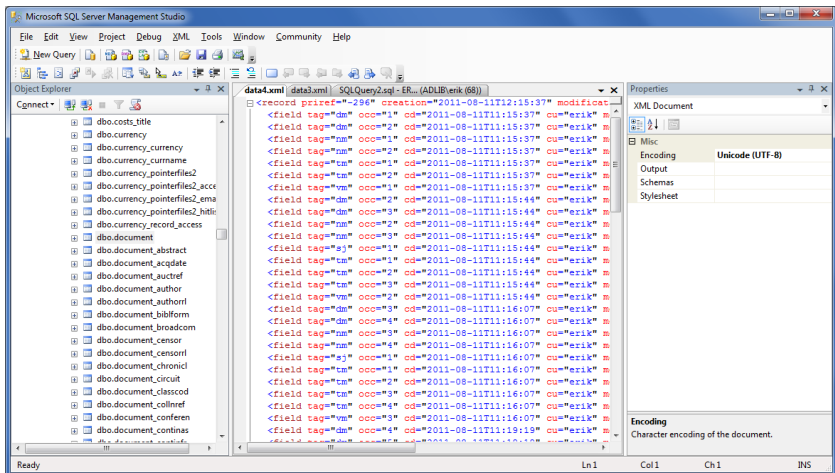 Microsoft SQL Server Management Studio
File Edit View Project Debug XML Tools Window Community Help
New Query
Object Explorer
Connect
dbo.costs_title
dbo.currency
dbo.currency_currency
dbo.currency_currname
dbo.currency_pointerfiles2
dbo.currency_pointerfiles2_acce
dbo.currency_pointerfiles2_ema
dbo.currency_pointerfiles2_hitli
dbo.currency_record_access
dbo.document
dbo.document_abstract
dbo.document_acqdate
dbo.document_auctref
dbo.document_author
dbo.document_authorrl
dbo.document_biblform
dbo.document_broadcom
dbo.document_censor
dbo.document_censorrl
dbo.document_chronicl
dbo.document_circuit
dbo.document_classcod
dbo.document_collnref
dbo.document_conferen
dbo.document_continas
data4.xml data3.xml SQLQuery2.sql - ER... (ADLIB\erik (68))
<record priref="-296" creation="2011-08-11T12:15:37" modificat
<field tag="dm" occ="1" cd="2011-08-11T11:15:37" cu="erik" m
<field tag="dm" occ="2" cd="2011-08-11T11:15:37" cu="erik" m
<field tag="nm" occ="1" cd="2011-08-11T11:15:37" cu="erik" m
<field tag="nm" occ="2" cd="2011-08-11T11:15:37" cu="erik" m
<field tag="tm" occ="1" cd="2011-08-11T11:15:37" cu="erik" m
<field tag="tm" occ="2" cd="2011-08-11T11:15:37" cu="erik" m
<field tag="vm" occ="1" cd="2011-08-11T11:15:37" cu="erik" m
<field tag="dm" occ="2" cd="2011-08-11T11:15:44" cu="erik" m
<field tag="dm" occ="3" cd="2011-08-11T11:15:44" cu="erik" m
<field tag="nm" occ="2" cd="2011-08-11T11:15:44" cu="erik" m
<field tag="nm" occ="3" cd="2011-08-11T11:15:44" cu="erik" m
<field tag="sj" occ="1" cd="2011-08-11T11:15:44" cu="erik" m
<field tag="tm" occ="1" cd="2011-08-11T11:15:44" cu="erik" m
<field tag="tm" occ="2" cd="2011-08-11T11:15:44" cu="erik" m
<field tag="tm" occ="3" cd="2011-08-11T11:15:44" cu="erik" m
<field tag="vm" occ="2" cd="2011-08-11T11:15:44" cu="erik" m
<field tag="dm" occ="3" cd="2011-08-11T11:16:07" cu="erik" m
<field tag="dm" occ="4" cd="2011-08-11T11:16:07" cu="erik" m
<field tag="nm" occ="3" cd="2011-08-11T11:16:07" cu="erik" m
<field tag="nm" occ="4" cd="2011-08-11T11:16:07" cu="erik" m
<field tag="sj" occ="1" cd="2011-08-11T11:16:07" cu="erik" m
<field tag="tm" occ="1" cd="2011-08-11T11:16:07" cu="erik" m
<field tag="tm" occ="2" cd="2011-08-11T11:16:07" cu="erik" m
<field tag="tm" occ="3" cd="2011-08-11T11:16:07" cu="erik" m
<field tag="tm" occ="4" cd="2011-08-11T11:16:07" cu="erik" m
<field tag="vm" occ="3" cd="2011-08-11T11:16:07" cu="erik" m
<field tag="dm" occ="4" cd="2011-08-11T11:19:19" cu="erik" m
Properties
XML Document
Misc
Encoding Unicode (UTF-8)
Output
Schemas
Stylesheet
Encoding
Character encoding of the document.
Ready Ln 1 Col 1 Ch 1 INS